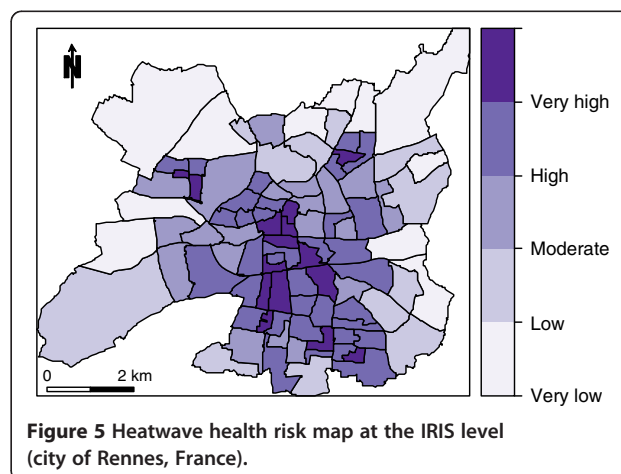 N
Very high
High
Moderate
Low
Very low
0 2 km
Figure 5 Heatwave health risk map at the IRIS level
(city of Rennes, France).